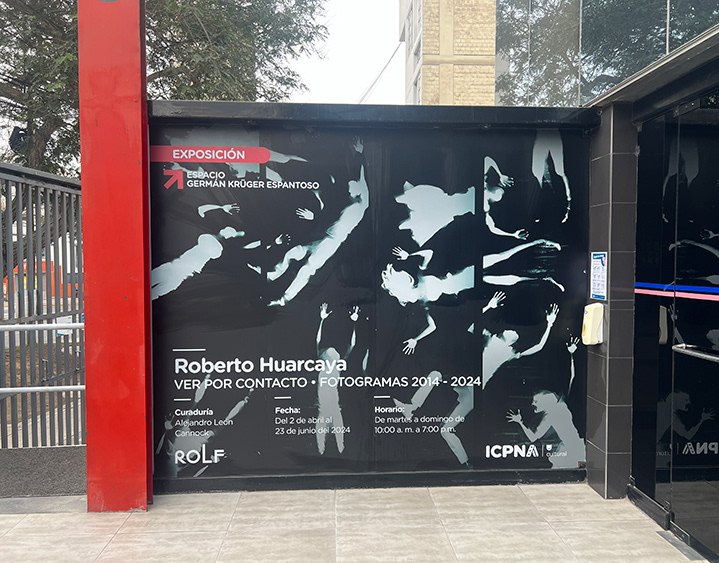 EXPOSICIÓN
ESPACIO
GERMÁN KRÜGER ESPANTOSO
Roberto Huarcaya
VER POR CONTACTO • FOTOGRAMAS 2014 - 2024
Curaduría
Alejandro León
Cannock
Fecha:
Del 2 de abril al
23 de junio del 2024
Horario:
De martes a domingo de
10:00 a. m. a 7:00 p.m.
ROLF
ICPNA cultural